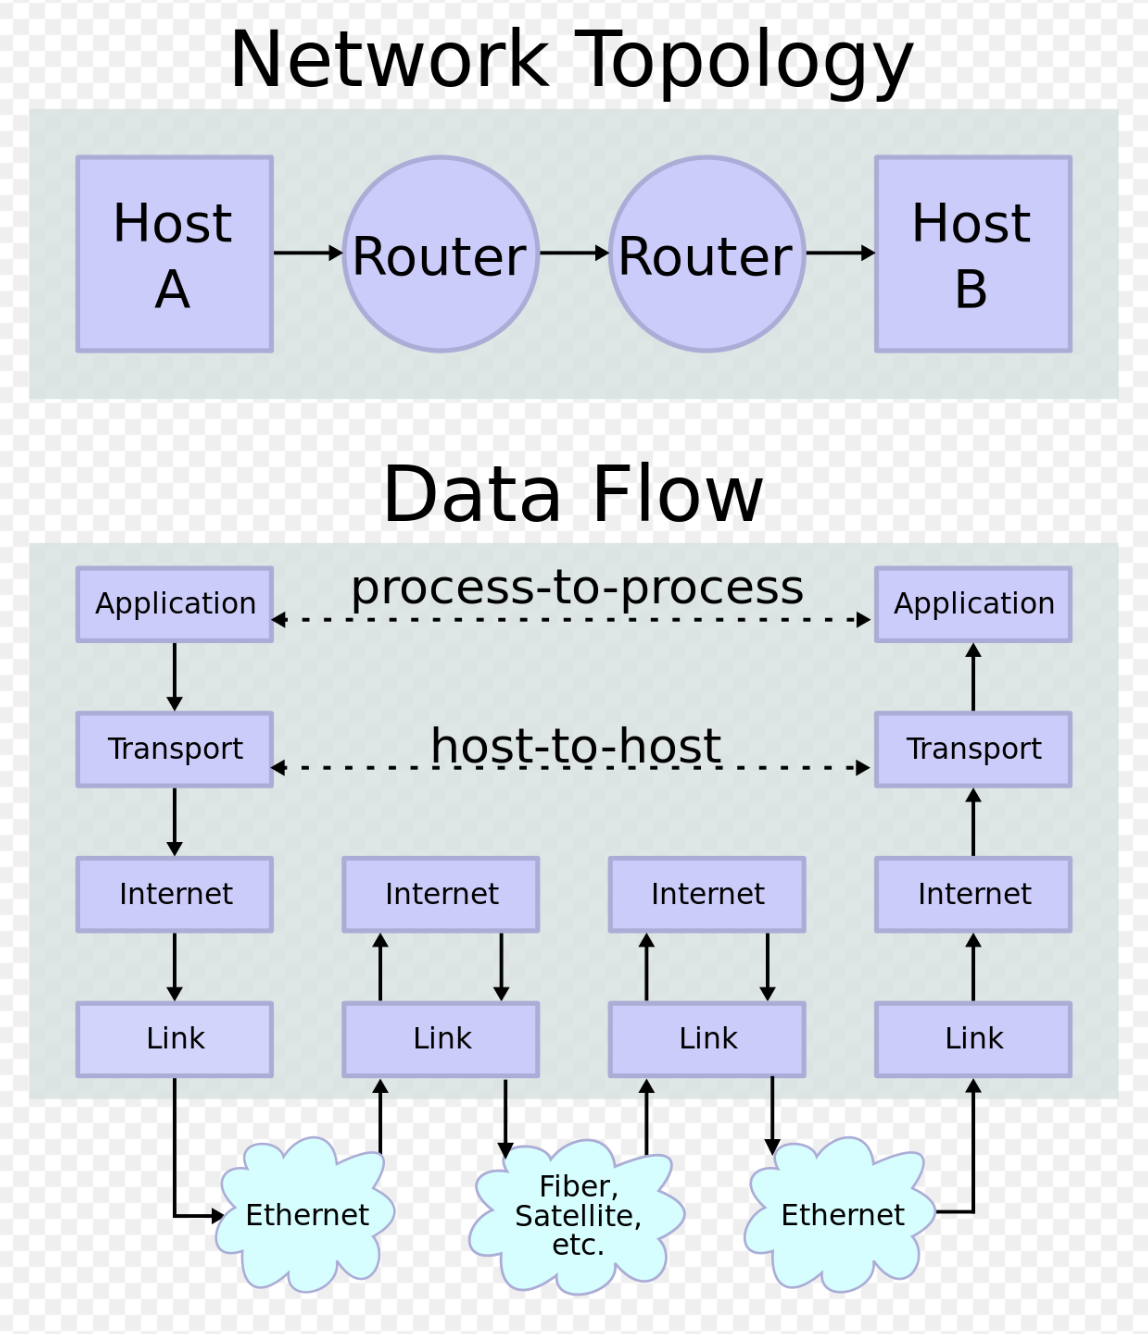 Network Topology
Host
A
Router
Router
Host
B
Data Flow
Application
process-to-process
Application
Transport
host-to-host
Transport
Internet
Internet
Internet
Internet
Link
Link
Link
Link
Ethernet
Fiber,
Satellite,
etc.
Ethernet